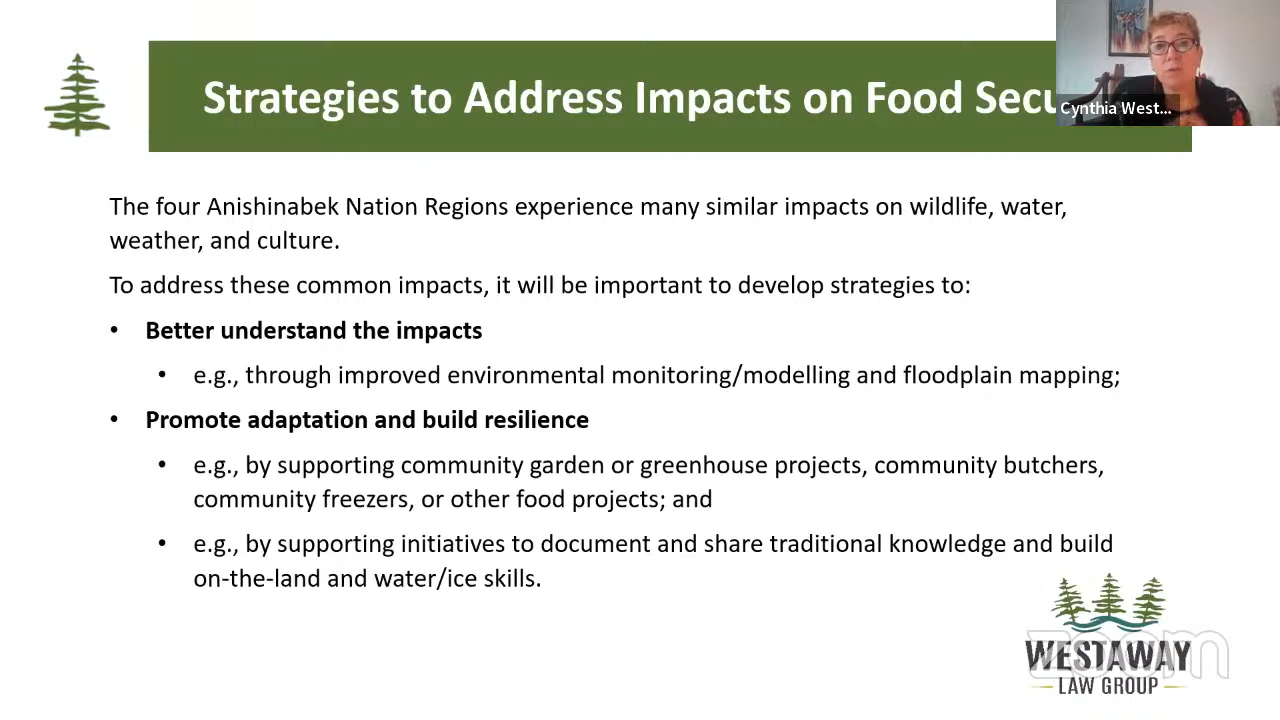 Strategies to Address Impacts on Food Secu
Cynthia West...
The four Anishinabek Nation Regions experience many similar impacts on wildlife, water,
weather, and culture.
To address these common impacts, it will be important to develop strategies to:
• Better understand the impacts
• e.g., through improved environmental monitoring/modelling and floodplain mapping;
• Promote adaptation and build resilience
• e.g., by supporting community garden or greenhouse projects, community butchers,
community freezers, or other food projects; and
• e.g., by supporting initiatives to document and share traditional knowledge and build
on-the-land and water/ice skills.
zoom
WESTAWAY
LAW GROUP